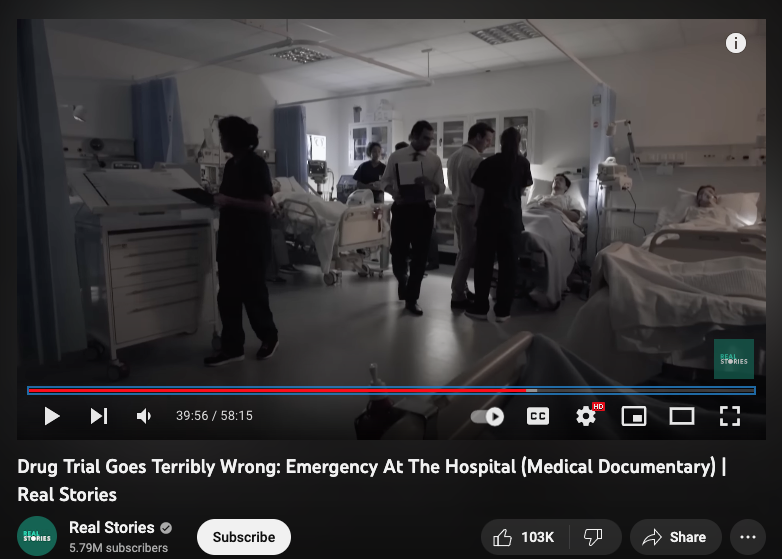 REAL
STORIES
39:56 / 58:15
CC
HD
Drug Trial Goes Terribly Wrong: Emergency At The Hospital (Medical Documentary) |
Real Stories
REAL
STORIES
Real Stories
5.79M subscribers
Subscribe
103K
Share